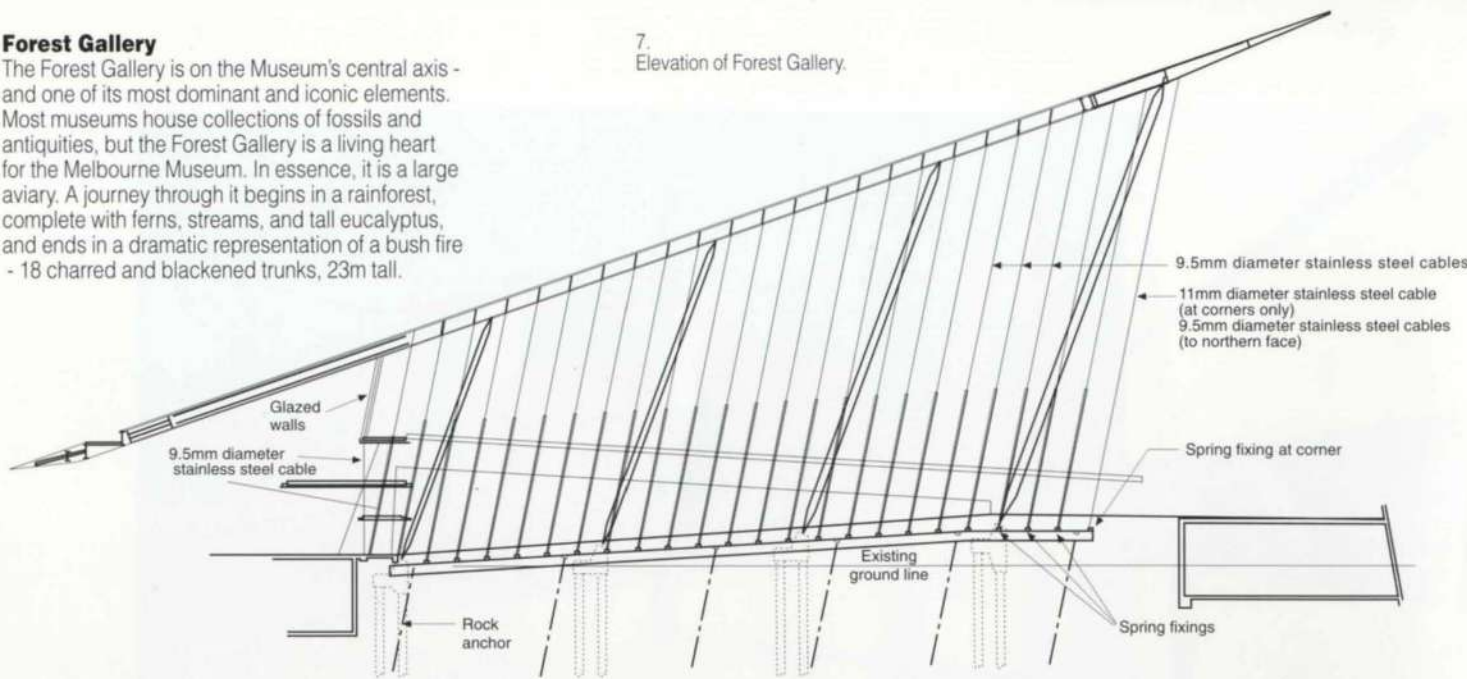 Forest Gallery
The Forest Gallery is on the Museum's central axis -
and one of its most dominant and iconic elements.
Most museums house collections of fossils and
antiquities, but the Forest Gallery is a living heart
for the Melbourne Museum. In essence, it is a large
aviary. A journey through it begins in a rainforest,
complete with ferns, streams, and tall eucalyptus,
and ends in a dramatic representation of a bush fire
- 18 charred and blackened trunks, 23m tall.
7.
Elevation of Forest Gallery.
9.5mm diameter stainless steel cables
11mm diameter stainless steel cable
(at corners only)
9.5mm diameter stainless steel cables
(to northern face)
Glazed
walls
9.5mm diameter
stainless steel cable
Spring fixing at corner
Existing
ground line
Rock
anchor
Spring fixings